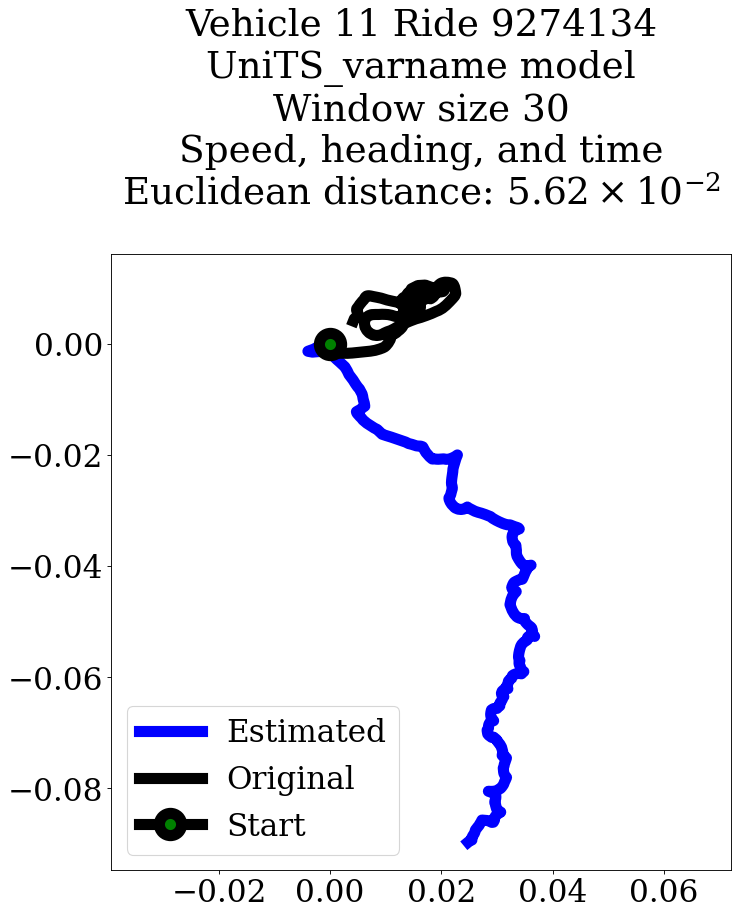 Vehicle 11 Ride 9274134
UniTS_varname model
Window size 30
Speed, heading, and time
Euclidean distance: 5.62 × 10⁻²
0.00
−0.02
−0.04
−0.06
−0.08
Estimated
Original
Start
−0.02 0.00 0.02 0.04 0.06